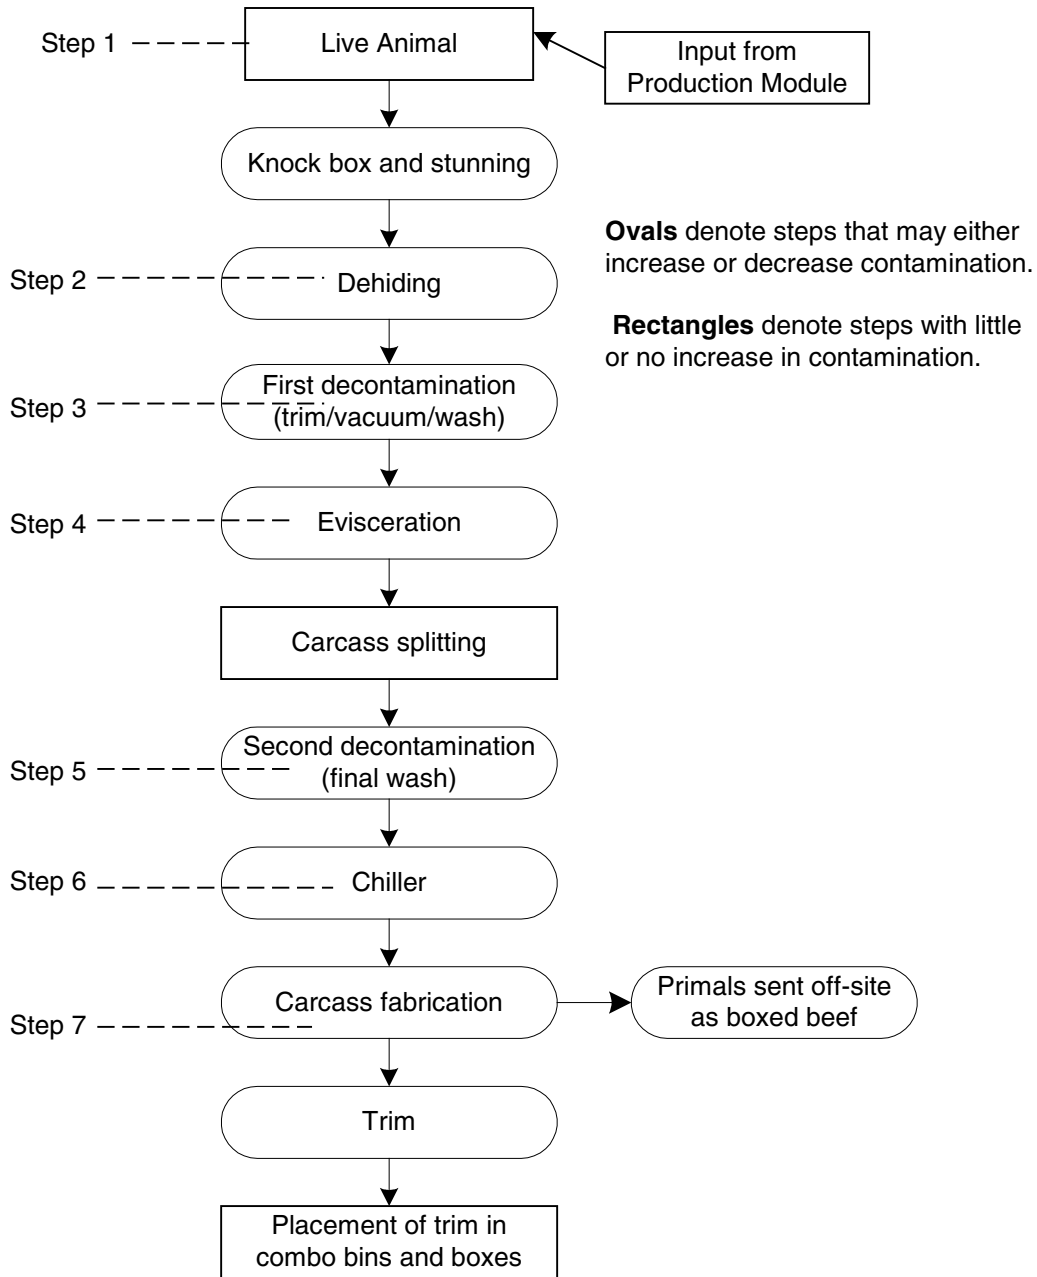 Step 1
Live Animal
Input from
Production Module
Knock box and stunning
Ovals denote steps that may either
increase or decrease contamination.
Rectangles denote steps with little
or no increase in contamination.
Step 2
Dehiding
Step 3
First decontamination
(trim/vacuum/wash)
Step 4
Evisceration
Carcass splitting
Step 5
Second decontamination
(final wash)
Step 6
Chiller
Step 7
Carcass fabrication
Primals sent off-site
as boxed beef
Trim
Placement of trim in
combo bins and boxes